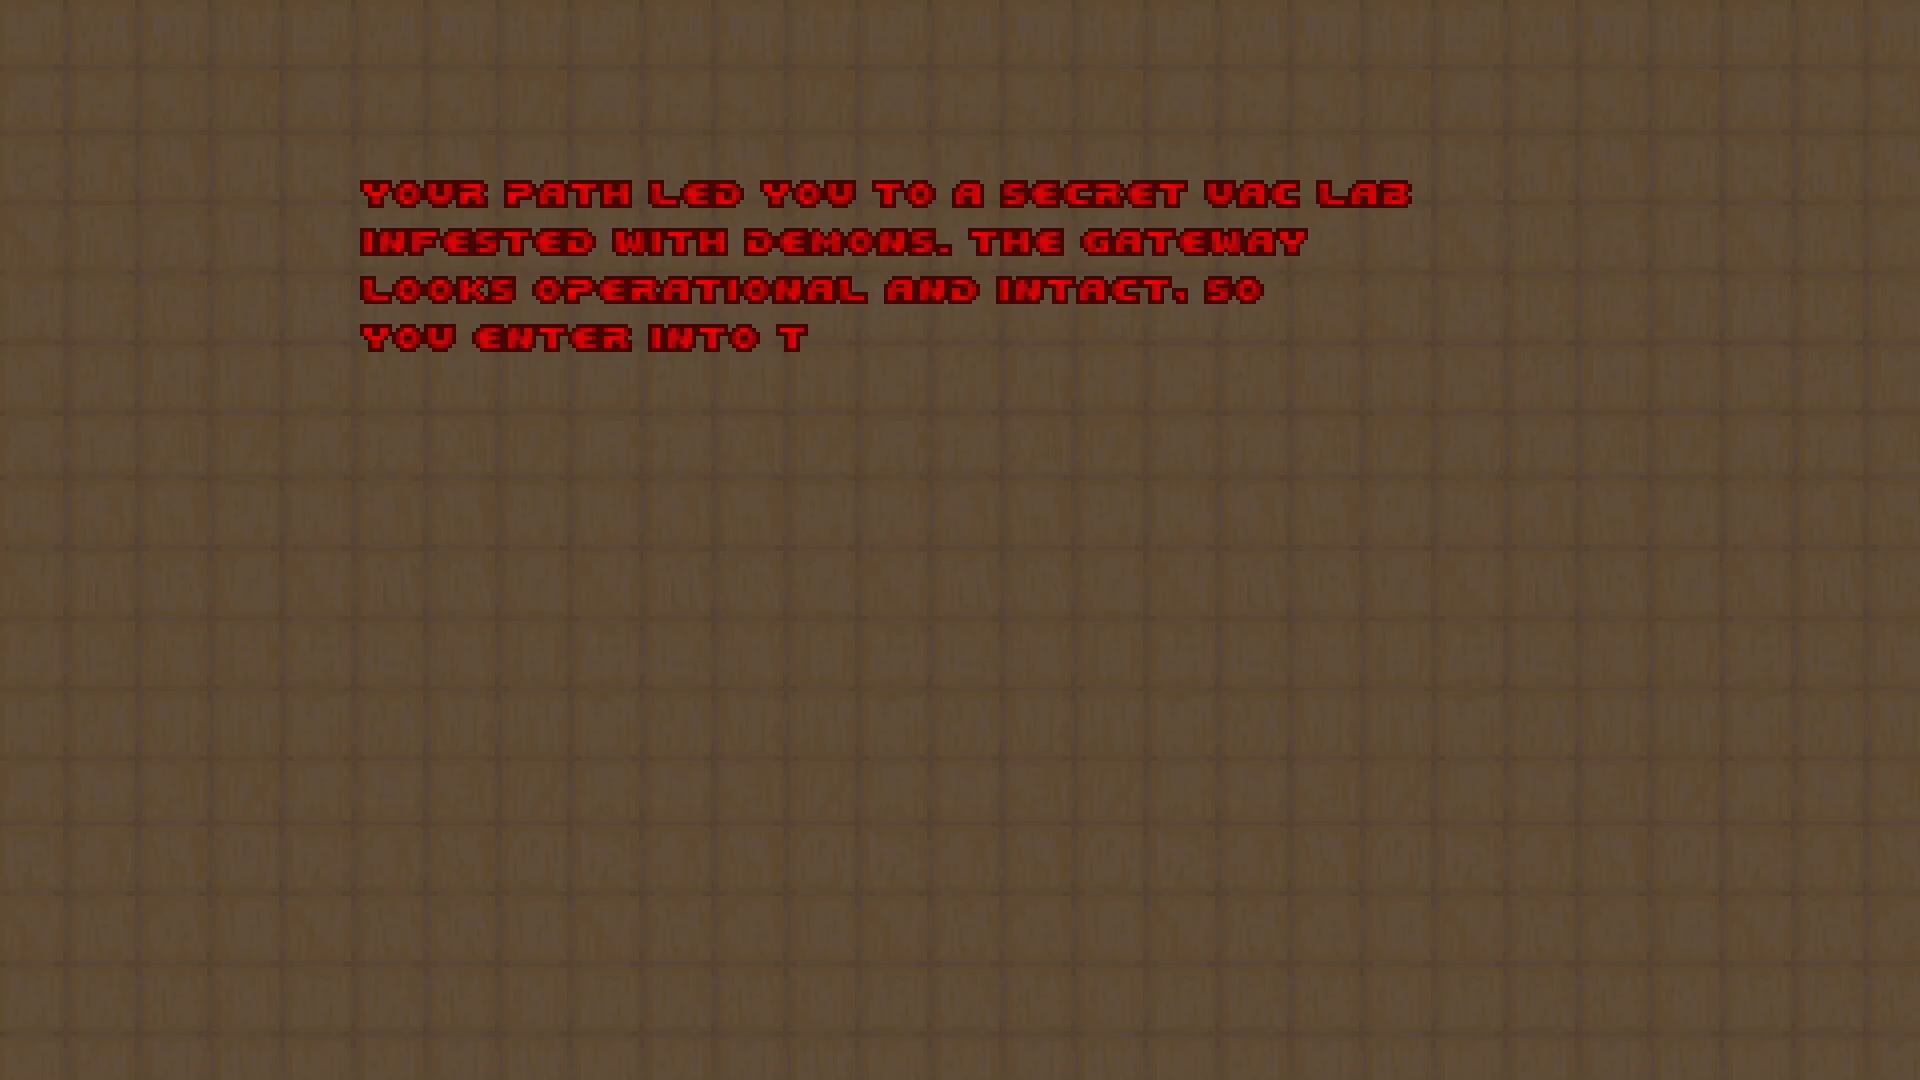 YOUR PATH LED YOU TO A SECRET UAC LAB
INFESTED WITH DEMONS. THE GATEWAY
LOOKS OPERATIONAL AND INTACT, SO
YOU ENTER INTO T